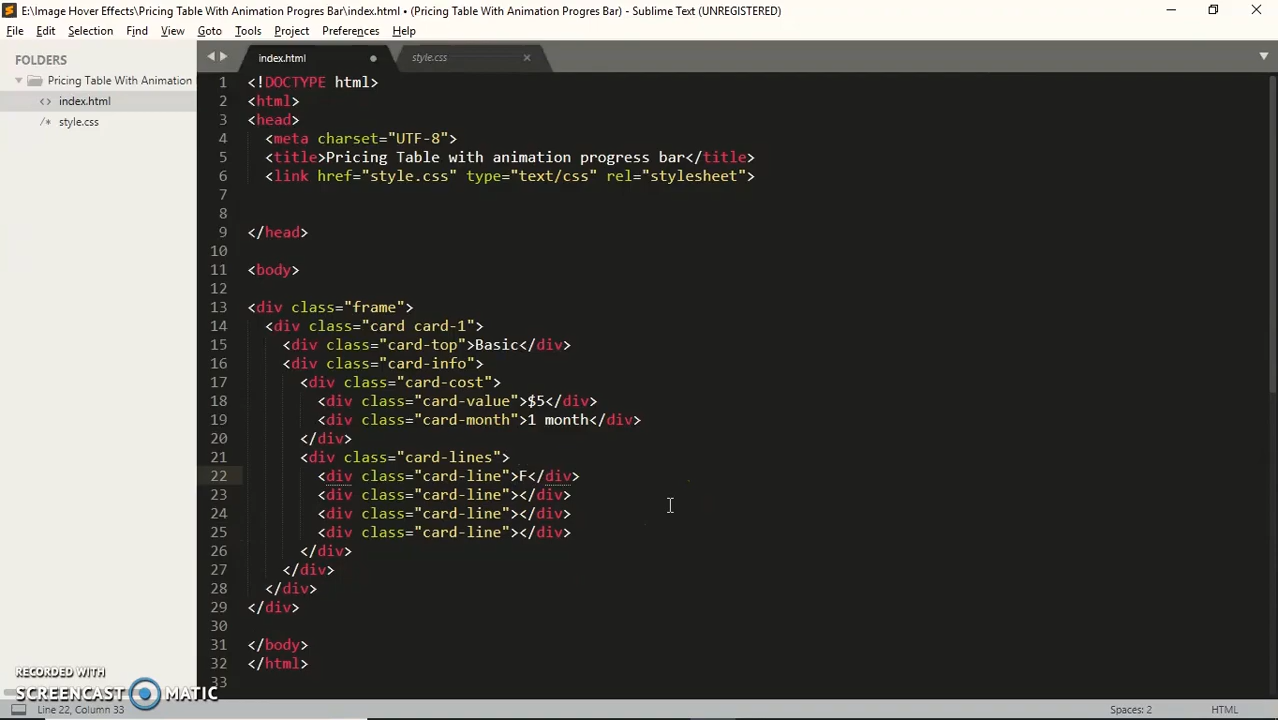 E:\Image Hover Effects\Pricing Table With Animation Progres Bar\index.html • (Pricing Table With Animation Progres Bar) - Sublime Text (UNREGISTERED)
File Edit Selection Find View Goto Tools Project Preferences Help
FOLDERS
Pricing Table With Animation
index.html
style.css
index.html
style.css
1 <!DOCTYPE html>
2 <html>
3 <head>
4 <meta charset="UTF-8">
5 <title>Pricing Table with animation progress bar</title>
6 <link href="style.css" type="text/css" rel="stylesheet">
7
8
9 </head>
10
11 <body>
12
13 <div class="frame">
14 <div class="card card-1">
15 <div class="card-top">Basic</div>
16 <div class="card-info">
17 <div class="card-cost">
18 <div class="card-value">$5</div>
19 <div class="card-month">1 month</div>
20 </div>
21 <div class="card-lines">
22 <div class="card-line">F</div>
23 <div class="card-line"></div>
24 <div class="card-line"></div>
25 <div class="card-line"></div>
26 </div>
27 </div>
28 </div>
29 </div>
30
31 </body>
32 </html>
33
RECORDED WITH
SCREENCAST MATIC
Line 22, Column 33
Spaces: 2
HTML